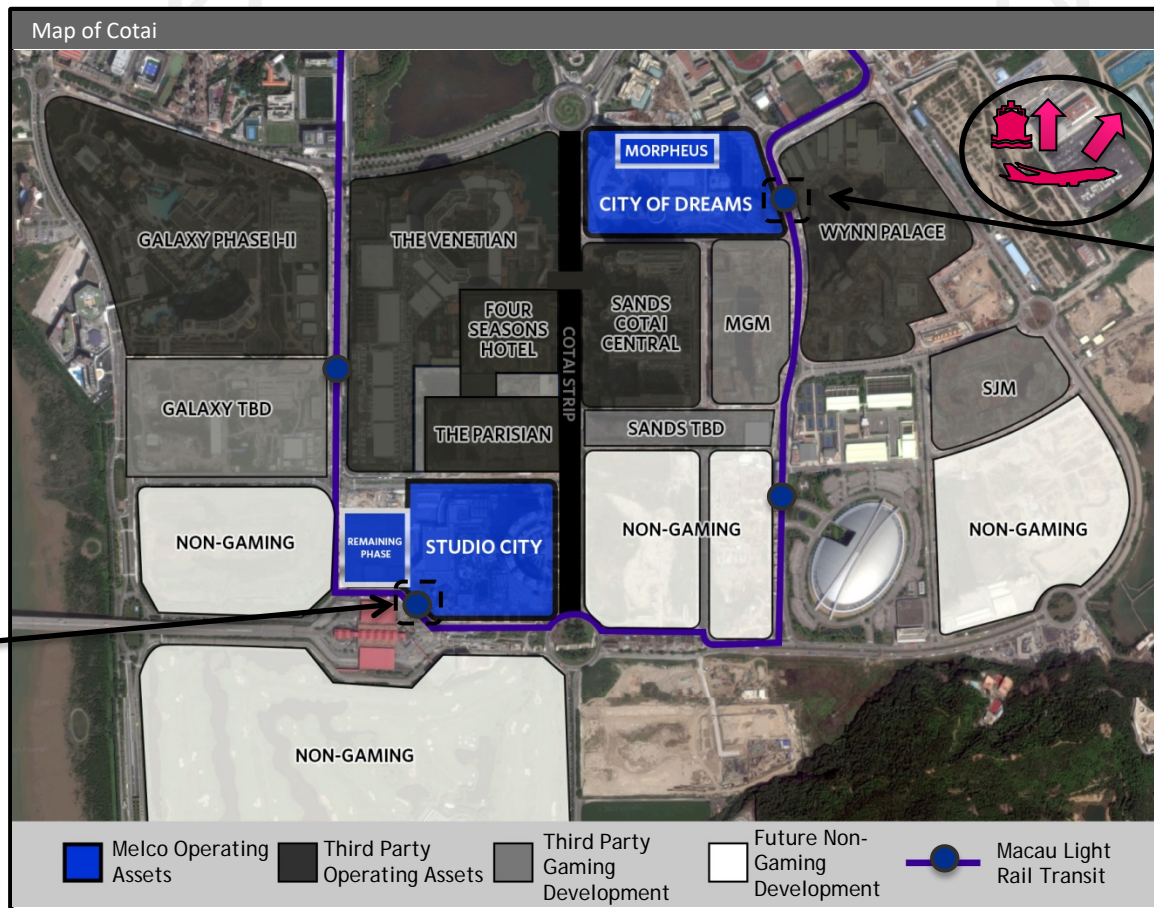 Map of Cotai
MORPHEUS
CITY OF DREAMS
GALAXY PHASE I-II
THE VENETIAN
WYNN PALACE
FOUR
SEASONS
HOTEL
SANDS
COTAI
CENTRAL
MGM
COTAI STRIP
SJM
GALAXY TBD
THE PARISIAN
SANDS TBD
NON-GAMING
REMAINING
PHASE
STUDIO CITY
NON-GAMING
NON-GAMING
NON-GAMING
Melco Operating
Assets
Third Party
Operating Assets
Third Party
Gaming
Development
Future Non-
Gaming
Development
Macau Light
Rail Transit